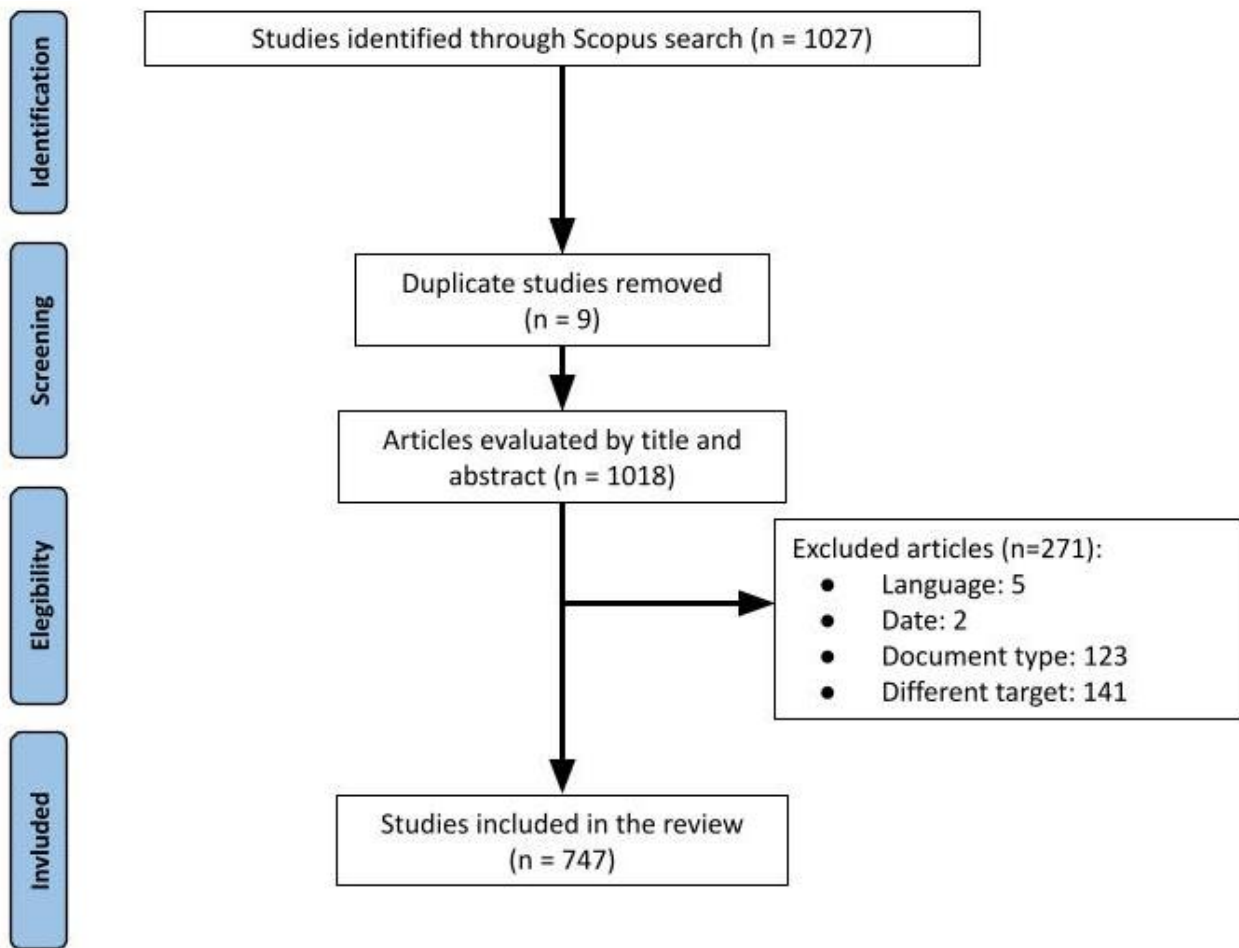 Identification
Studies identified through Scopus search (n = 1027)
Screening
Duplicate studies removed
(n = 9)
Articles evaluated by title and
abstract (n = 1018)
Elegibility
Excluded articles (n=271):
● Language: 5
● Date: 2
● Document type: 123
● Different target: 141
Invluded
Studies included in the review
(n = 747)